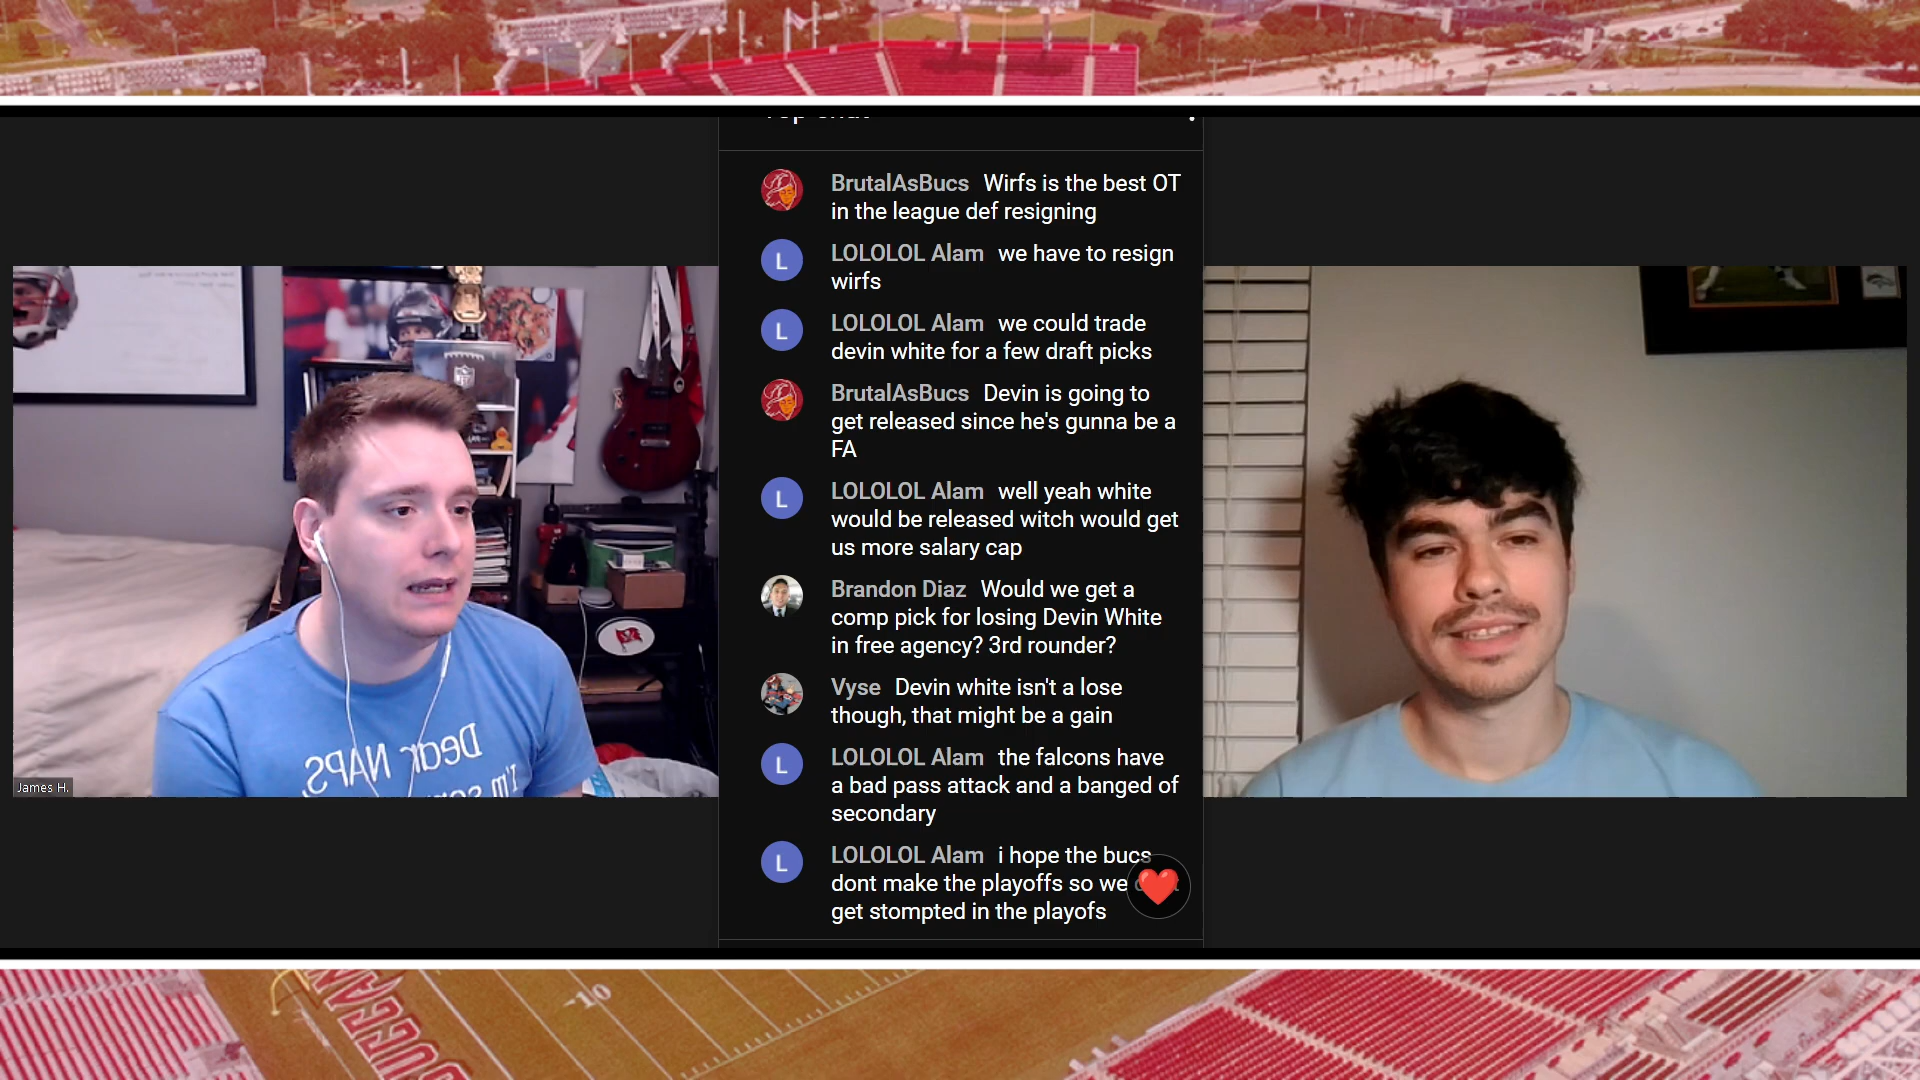 Top chat
BrutalAsBucs Wirfs is the best OT
in the league def resigning
L LOLOLOL Alam we have to resign
wirfs
L LOLOLOL Alam we could trade
devin white for a few draft picks
BrutalAsBucs Devin is going to
get released since he's gunna be a
FA
L LOLOLOL Alam well yeah white
would be released witch would get
us more salary cap
Brandon Diaz Would we get a
comp pick for losing Devin White
in free agency? 3rd rounder?
Vyse Devin white isn't a lose
though, that might be a gain
L LOLOLOL Alam the falcons have
a bad pass attack and a banged of
secondary
L LOLOLOL Alam i hope the bucs
dont make the playoffs so we
get stompted in the playofs
NFL
Dear NAPS,
I'm
James H.
-10